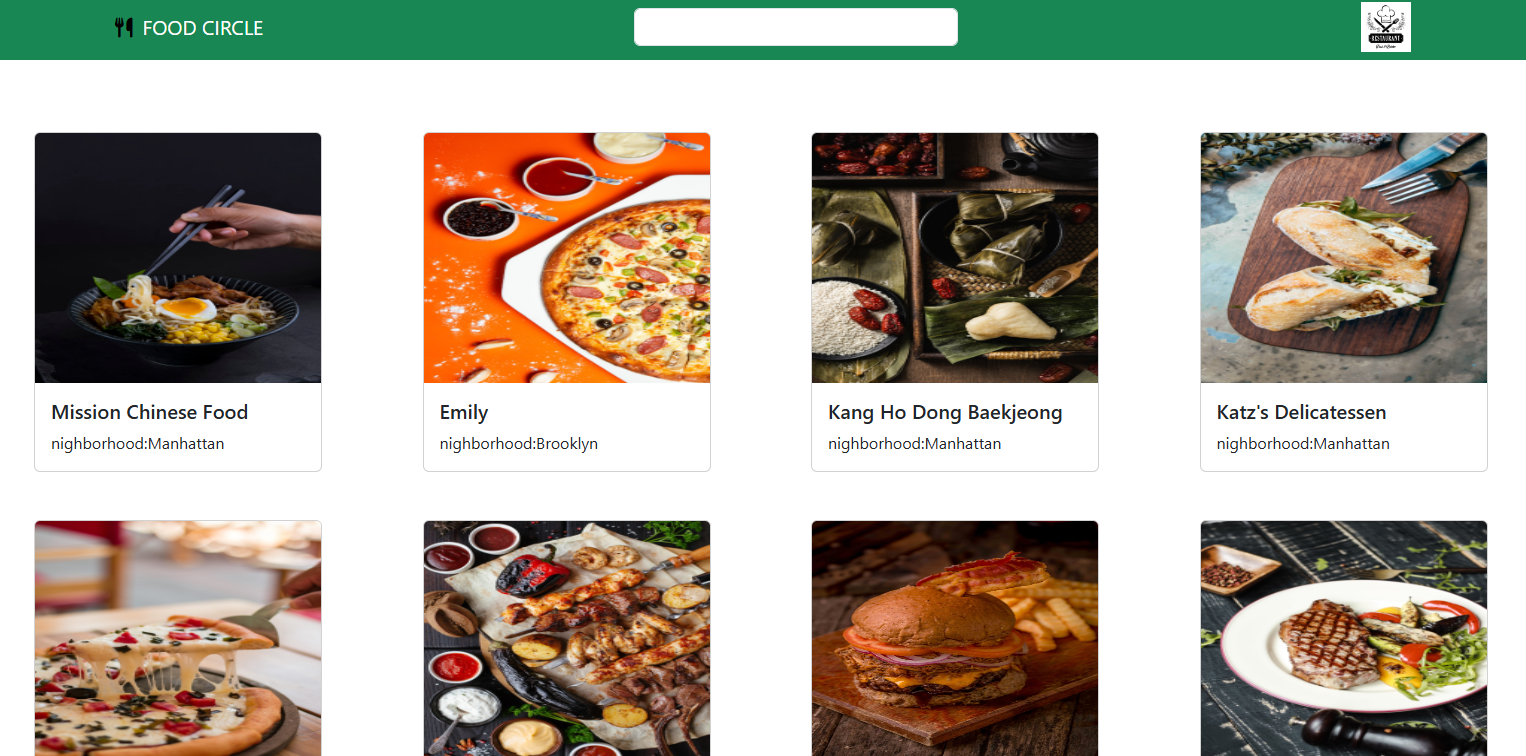 FOOD CIRCLE
RESTAURANT
Mission Chinese Food
nighborhood:Manhattan
Emily
nighborhood:Brooklyn
Kang Ho Dong Baekjeong
nighborhood:Manhattan
Katz's Delicatessen
nighborhood:Manhattan